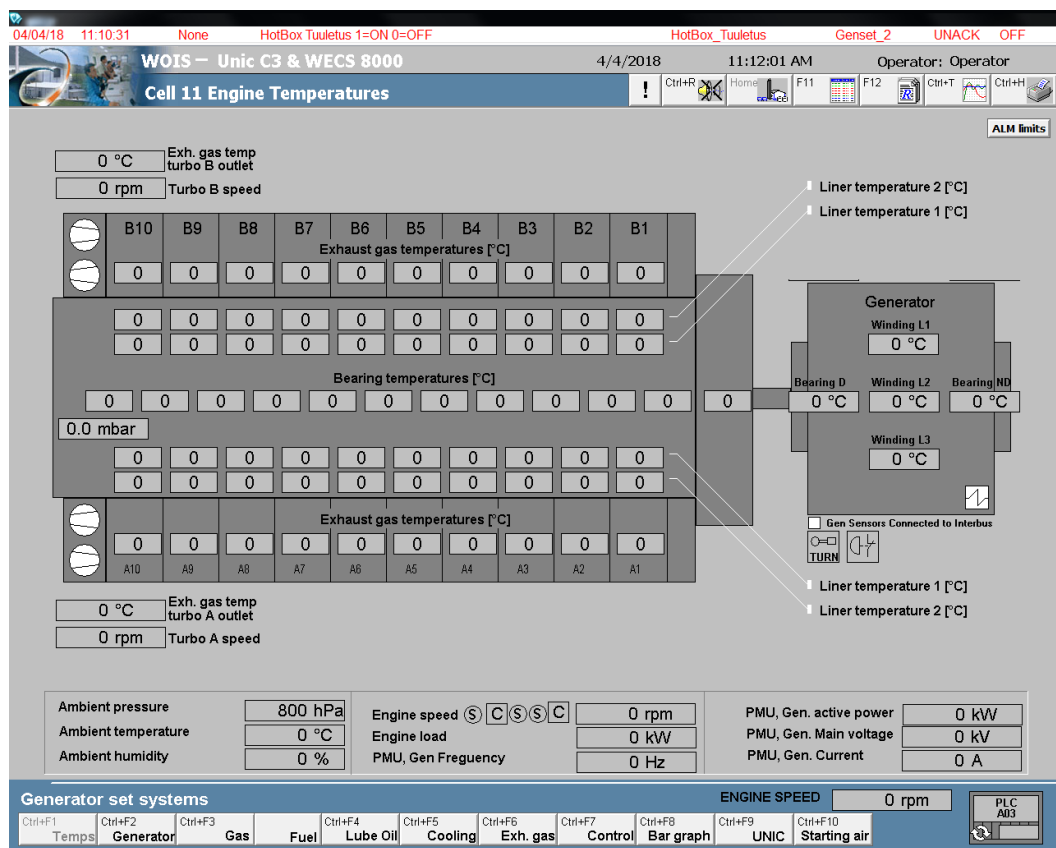 04/04/18 11:10:31 None HotBox Tuuletus 1=ON 0=OFF HotBox_Tuuletus Genset_2 UNACK OFF
WOIS – Unic C3 & WECS 8000 4/4/2018 11:12:01 AM Operator: Operator
Cell 11 Engine Temperatures ! Ctrl+R Home F11 F12 R Ctrl+T Ctrl+H
ALM limits
0 °C Exh. gas temp
turbo B outlet
0 rpm Turbo B speed
Liner temperature 2 [°C]
Liner temperature 1 [°C]
B10 B9 B8 B7 B6 B5 B4 B3 B2 B1
Exhaust gas temperatures [°C]
0 0 0 0 0 0 0 0 0 0
Generator
0 0 0 0 0 0 0 0 0 0
Winding L1
0 0 0 0 0 0 0 0 0 0 0 °C
Bearing temperatures [°C]
Bearing D Winding L2 Bearing ND
0 0 0 0 0 0 0 0 0 0 0 0 0 °C 0 °C 0 °C
0.0 mbar
Winding L3
0 0 0 0 0 0 0 0 0 0 0 °C
0 0 0 0 0 0 0 0 0 0
Exhaust gas temperatures [°C]
Gen Sensors Connected to Interbus
0 0 0 0 0 0 0 0 0 0
TURN
A10 A9 A8 A7 A6 A5 A4 A3 A2 A1
Liner temperature 1 [°C]
Liner temperature 2 [°C]
0 °C Exh. gas temp
turbo A outlet
0 rpm Turbo A speed
Ambient pressure 800 hPa
Ambient temperature 0 °C
Ambient humidity 0 %
Engine speed S C S S C 0 rpm
Engine load 0 kW
PMU, Gen Freguency 0 Hz
PMU, Gen. active power 0 kW
PMU, Gen. Main voltage 0 kV
PMU, Gen. Current 0 A
Generator set systems ENGINE SPEED 0 rpm PLC
A03
Ctrl+F1 Ctrl+F2 Ctrl+F3 Ctrl+F4 Ctrl+F5 Ctrl+F6 Ctrl+F7 Ctrl+F8 Ctrl+F9 Ctrl+F10
Temps Generator Gas Fuel Lube Oil Cooling Exh. gas Control Bar graph UNIC Starting air